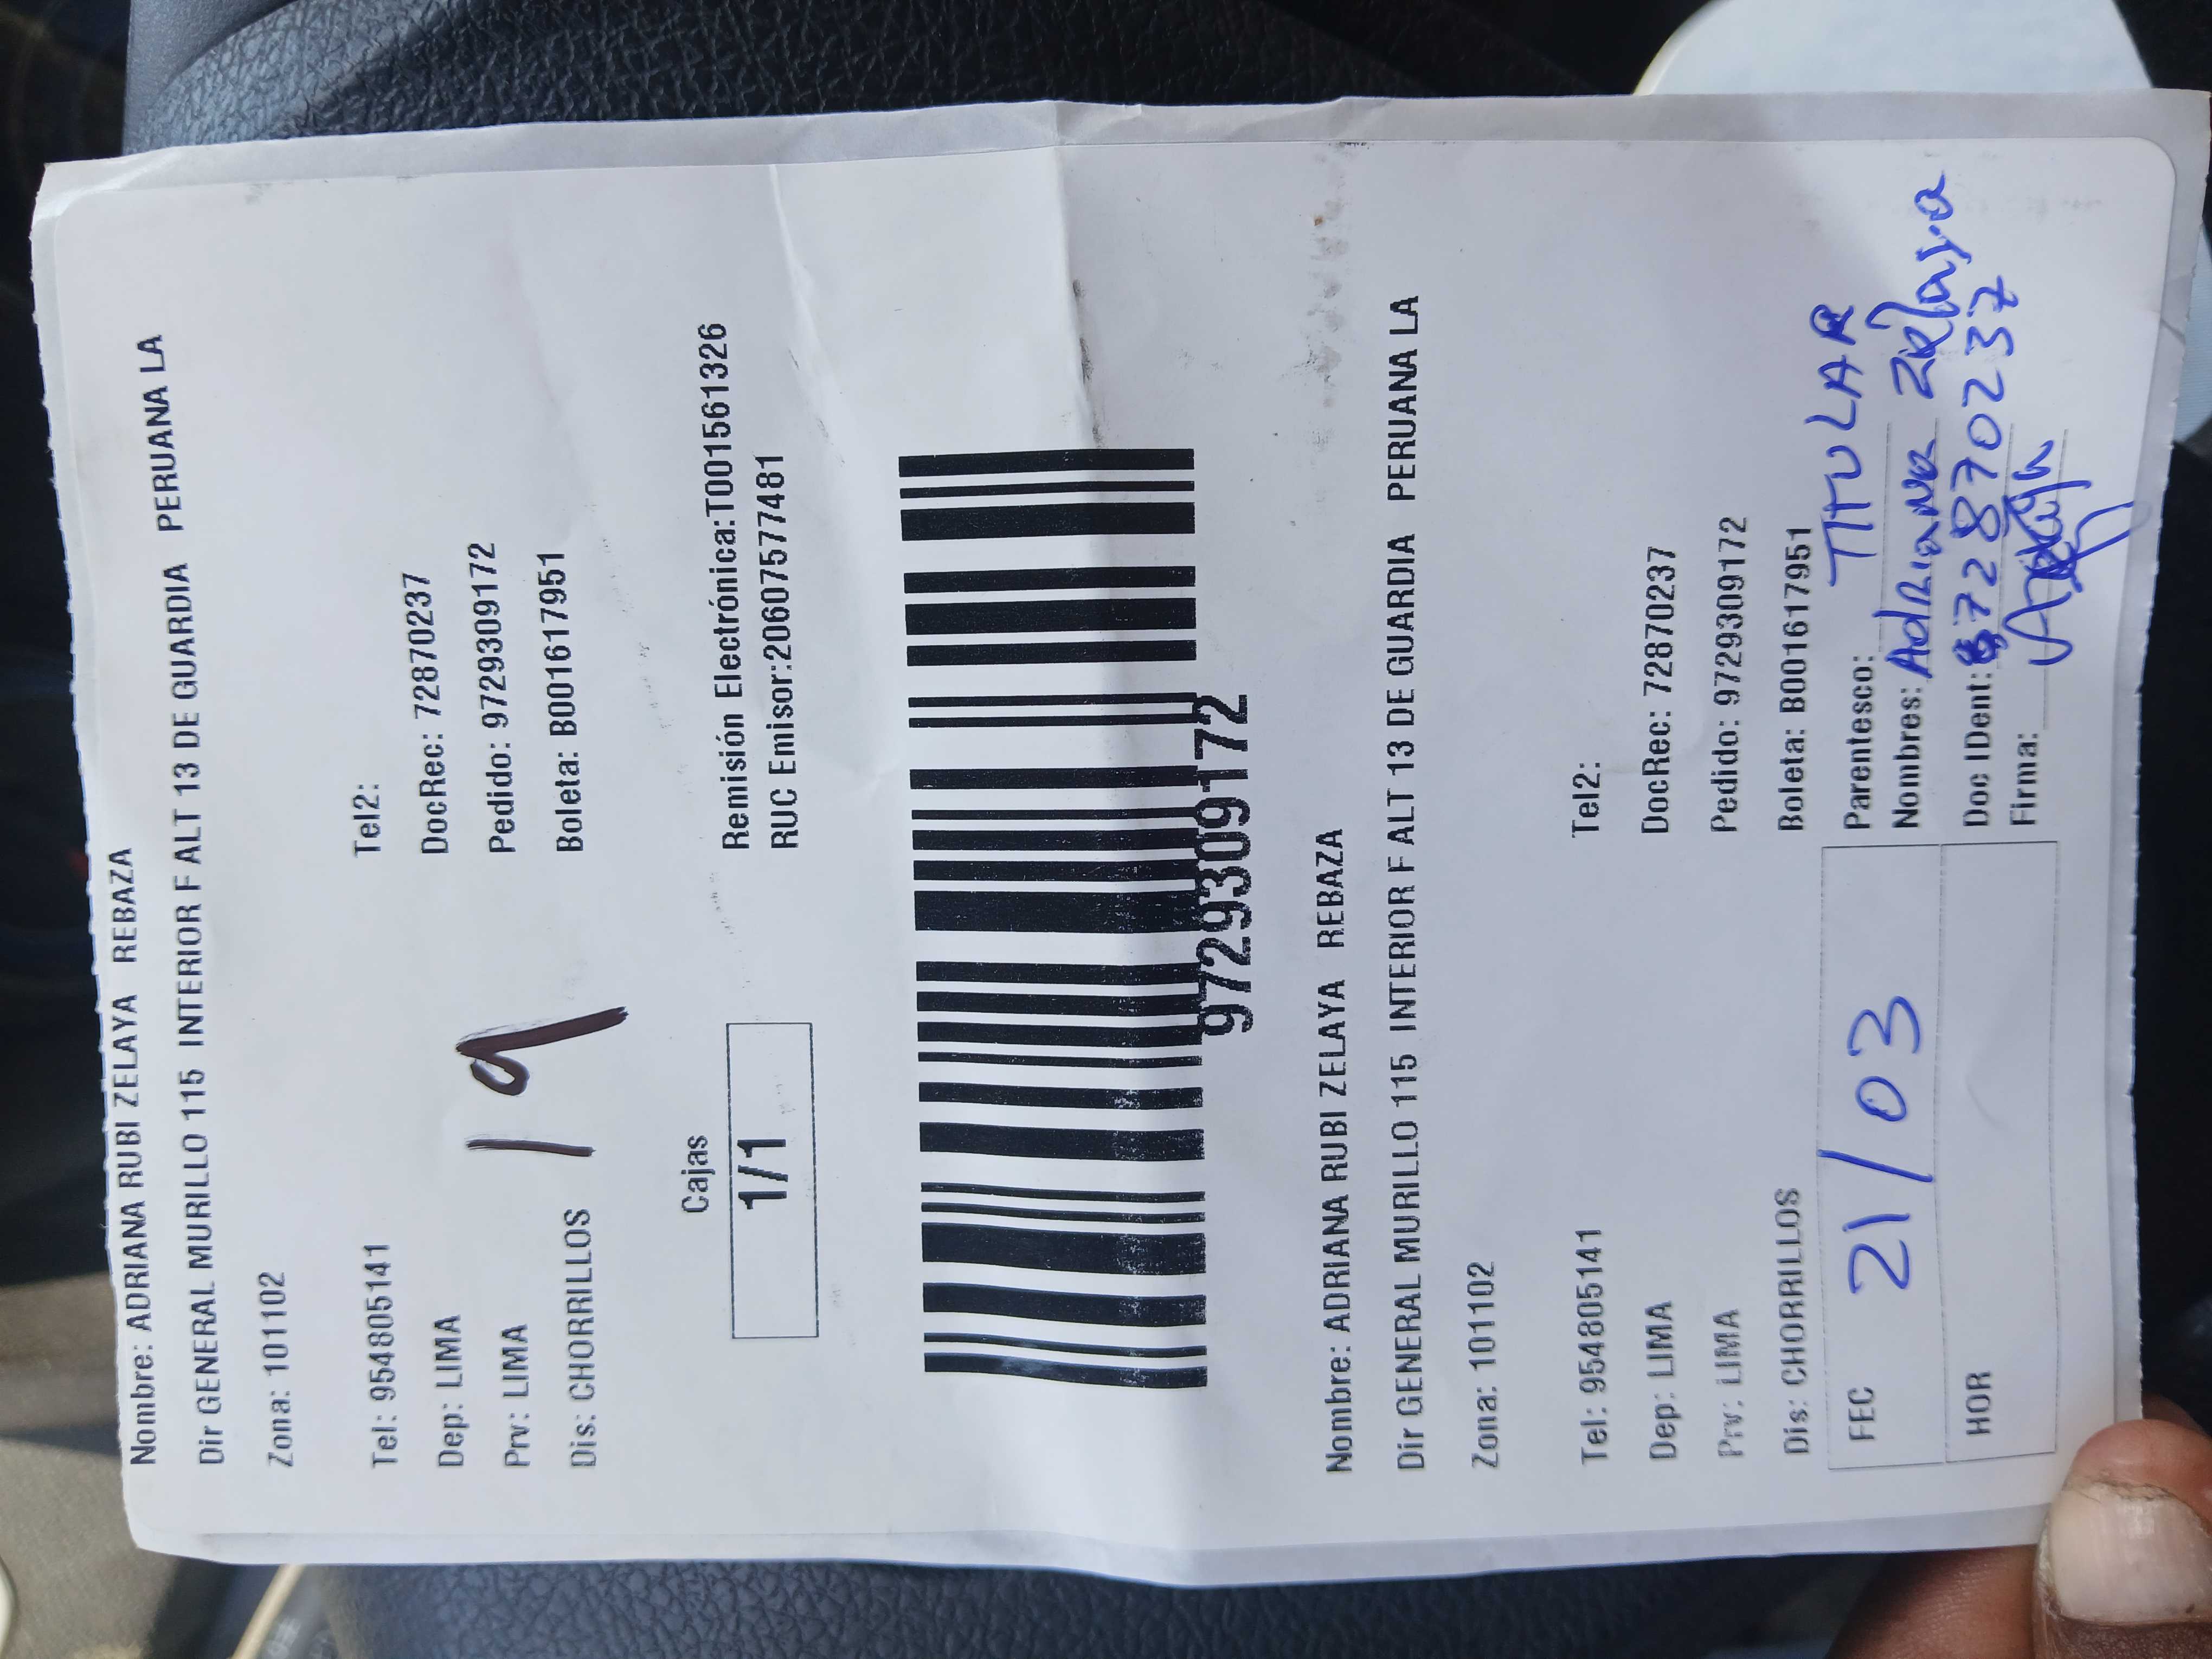 Nombre: ADRIANA RUBI ZELAYA REBAZA
Dir GENERAL MURILLO 115 INTERIOR F ALT 13 DE GUARDIA PERUANA LA
Zona: 101102
Tel: 954805141 Tel2:
Dep: LIMA DocRec: 72870237
Prv: LIMA Pedido: 9729309172
Dis: CHORRILLOS Boleta: B001617951
19
Cajas
1/1
Remisión Electrónica:T001561326
RUC Emisor:20607577481
9729309172
Nombre: ADRIANA RUBI ZELAYA REBAZA
Dir GENERAL MURILLO 115 INTERIOR F ALT 13 DE GUARDIA PERUANA LA
Zona: 101102
Tel: 954805141 Tel2:
Dep: LIMA DocRec: 72870237
Prv: LIMA Pedido: 9729309172
Dis: CHORRILLOS Boleta: B001617951
FEC 21/03
HOR
Parentesco: TITULAR
Nombres: Adriana Zelaya
Doc IDent: 72870237
Firma: